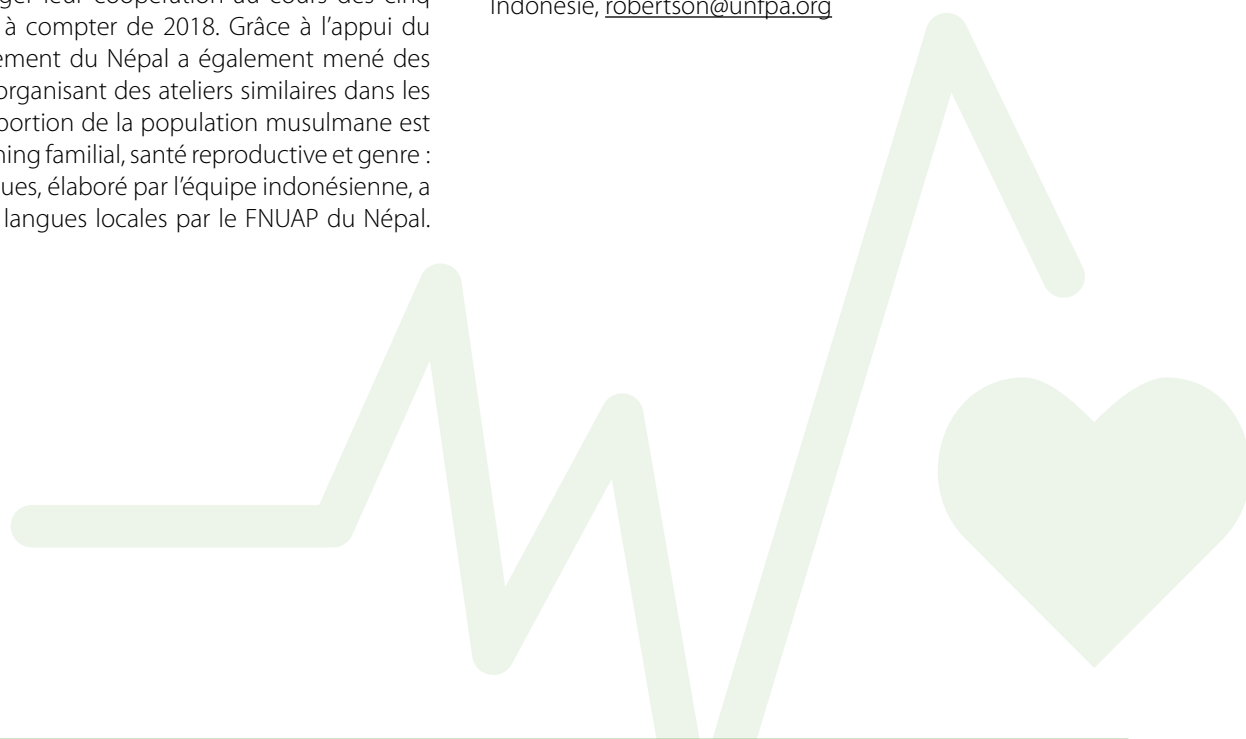 ger leur coopération au cours des cinq
à compter de 2018. Grâce à l’appui du
ement du Népal a également mené des
organisant des ateliers similaires dans les
portion de la population musulmane est
ning familial, santé reproductive et genre :
ues, élaboré par l’équipe indonésienne, a
langues locales par le FNUAP du Népal.
Indonésie, robertson@unfpa.org